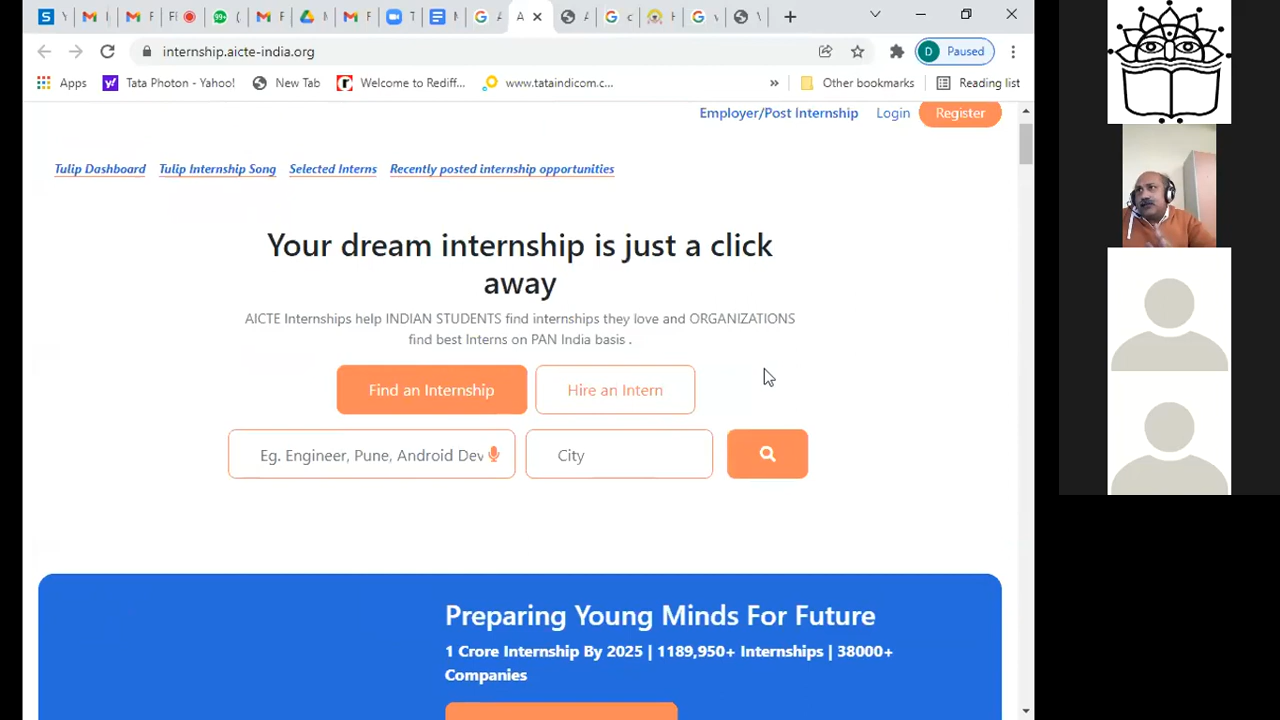 internship.aicte-india.org
D Paused
Apps Tata Photon - Yahoo! New Tab Welcome to Rediff... www.tataindicom.c... » Other bookmarks Reading list
Employer/Post Internship Login Register
Tulip Dashboard Tulip Internship Song Selected Interns Recently posted internship opportunities
Your dream internship is just a click
away
AICTE Internships help INDIAN STUDENTS find internships they love and ORGANIZATIONS
find best Interns on PAN India basis .
Find an Internship Hire an Intern
Eg. Engineer, Pune, Android Dev City
Preparing Young Minds For Future
1 Crore Internship By 2025 | 1189,950+ Internships | 38000+
Companies